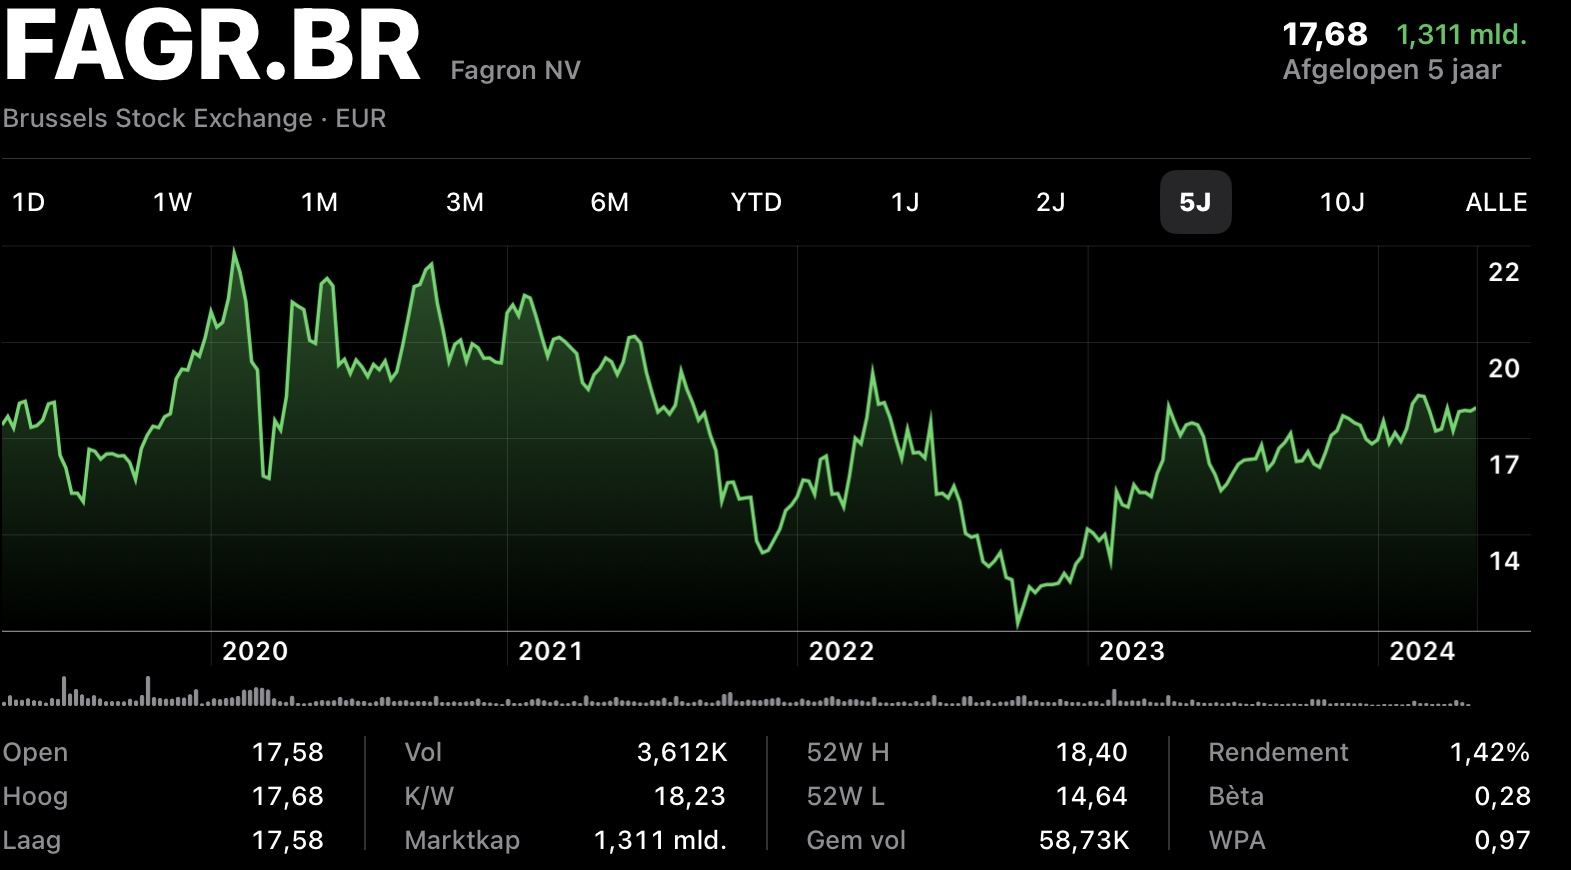 FAGR.BR Fagron NV 17,68 1,311 mld.
Afgelopen 5 jaar
Brussels Stock Exchange · EUR
1D 1W 1M 3M 6M YTD 1J 2J 5J 10J ALLE
22
20
17
14
2020 2021 2022 2023 2024
Open 17,58 Vol 3,612K 52W H 18,40 Rendement 1,42%
Hoog 17,68 K/W 18,23 52W L 14,64 Bèta 0,28
Laag 17,58 Marktkap 1,311 mld. Gem vol 58,73K WPA 0,97